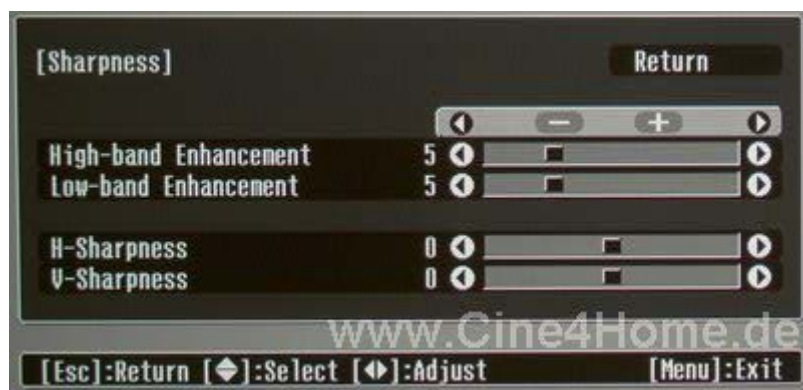 [Sharpness] Return
High-band Enhancement 5
Low-band Enhancement 5
H-Sharpness 0
V-Sharpness 0
www.Cine4Home.de
[Esc]:Return [◆]:Select [◆]:Adjust [Menu]:Exit